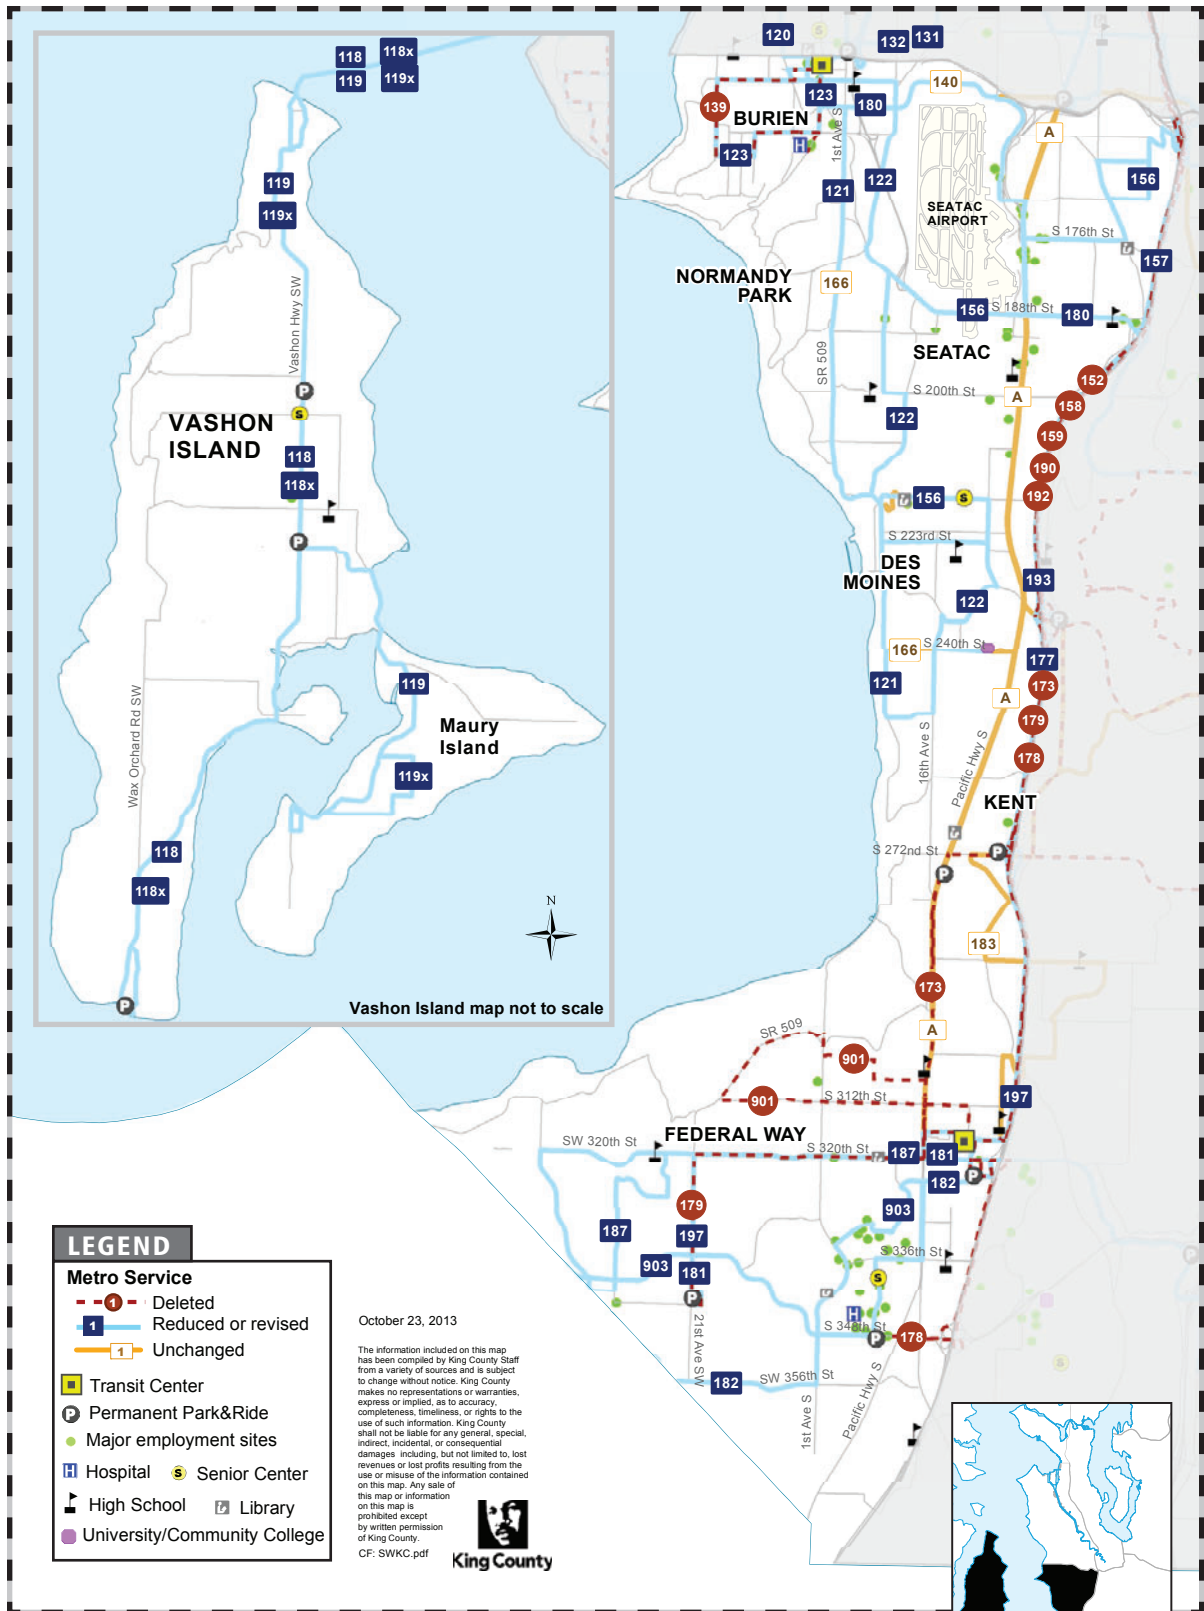 118
118x
119
119x
119
119x
Vashon Hwy SW
P
S
VASHON
ISLAND
118
118x
P
Wax Orchard Rd SW
119
Maury
Island
119x
118
118x
N
P
Vashon Island map not to scale
120
132
131
140
123
139
BURIEN
180
A
H
1st Ave S
123
122
156
121
SEATAC
AIRPORT
S 176th St
157
NORMANDY
PARK
166
156
S 188th St
180
SEATAC
SR 509
152
S 200th St
A
158
122
159
190
192
156
S
S 223rd St
DES
MOINES
193
122
166
S 240th St
177
121
173
A
179
16th Ave S
Pacific Hwy S
178
KENT
S 272nd St
P
P
183
173
SR 509
A
901
901
S 312th St
197
FEDERAL WAY
SW 320th St
S 320th St
187
181
182
P
179
903
187
197
S 336th St
903
181
S
P
H
S 348th St
178
P
21st Ave SW
182
SW 356th St
1st Ave S
Pacific Hwy S
LEGEND
Metro Service
1
Deleted
1
Reduced or revised
1
Unchanged
Transit Center
P
Permanent Park&Ride
Major employment sites
H
Hospital
S
Senior Center
High School
Library
University/Community College
October 23, 2013
The information included on this map
has been compiled by King County Staff
from a variety of sources and is subject
to change without notice. King County
makes no representations or warranties,
express or implied, as to accuracy,
completeness, timeliness, or rights to the
use of such information. King County
shall not be liable for any general, special,
indirect, incidental, or consequential
damages including, but not limited to, lost
revenues or lost profits resulting from the
use or misuse of the information contained
on this map. Any sale of
this map or information
on this map is
prohibited except
by written permission
of King County.
CF: SWKC.pdf
King County